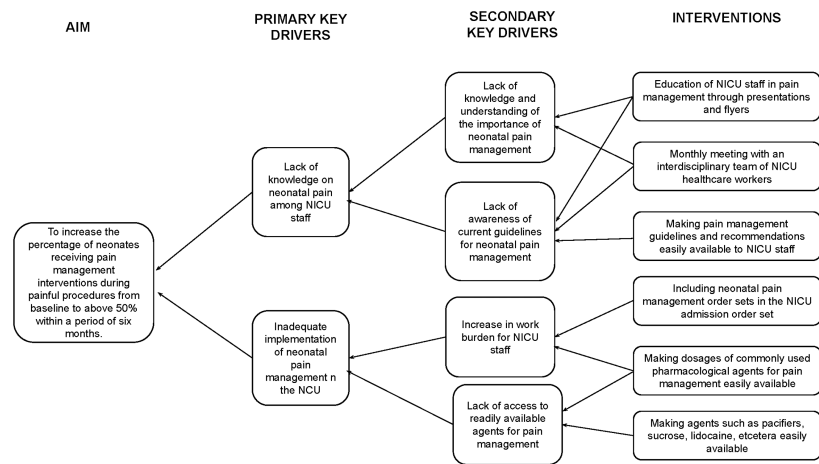 AIM
PRIMARY KEY
DRIVERS
SECONDARY
KEY DRIVERS
INTERVENTIONS
To increase the
percentage of neonates
receiving pain
management
interventions during
painful procedures from
baseline to above 50%
within a period of six
months.
Lack of
knowledge on
neonatal pain
among NICU
staff
Inadequate
implementation
of neonatal
pain
management n
the NCU
Lack of
knowledge and
understanding of
the importance of
neonatal pain
management
Lack of
awareness of
current guidelines
for neonatal pain
management
Increase in work
burden for NICU
staff
Lack of access to
readily available
agents for pain
management
Education of NICU staff in pain
management through presentations
and flyers
Monthly meeting with an
interdisciplinary team of NICU
healthcare workers
Making pain management
guidelines and recommendations
easily available to NICU staff
Including neonatal pain
management order sets in the NICU
admission order set
Making dosages of commonly used
pharmacological agents for pain
management easily available
Making agents such as pacifiers,
sucrose, lidocaine, etcetera easily
available